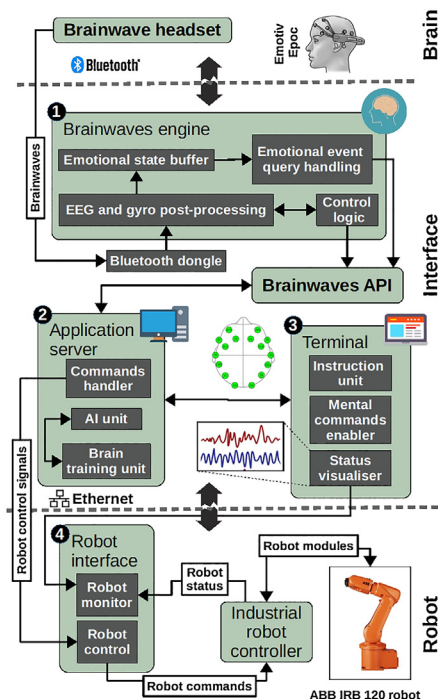 Brainwave headset
Emotiv
Epoc
Brain
Bluetooth
1
Brainwaves engine
Emotional state buffer
Emotional event
query handling
Brainwaves
EEG and gyro post-processing
Control
logic
Interface
Bluetooth dongle
Brainwaves API
2
Application
server
3
Terminal
Commands
handler
Instruction
unit
AI unit
Mental
commands
enabler
Brain
training unit
Status
visualiser
Ethernet
Robot control signals
4
Robot
interface
Robot modules
Robot
status
Robot
monitor
Industrial
robot
controller
Robot
control
Robot
Robot commands
ABB IRB 120 robot